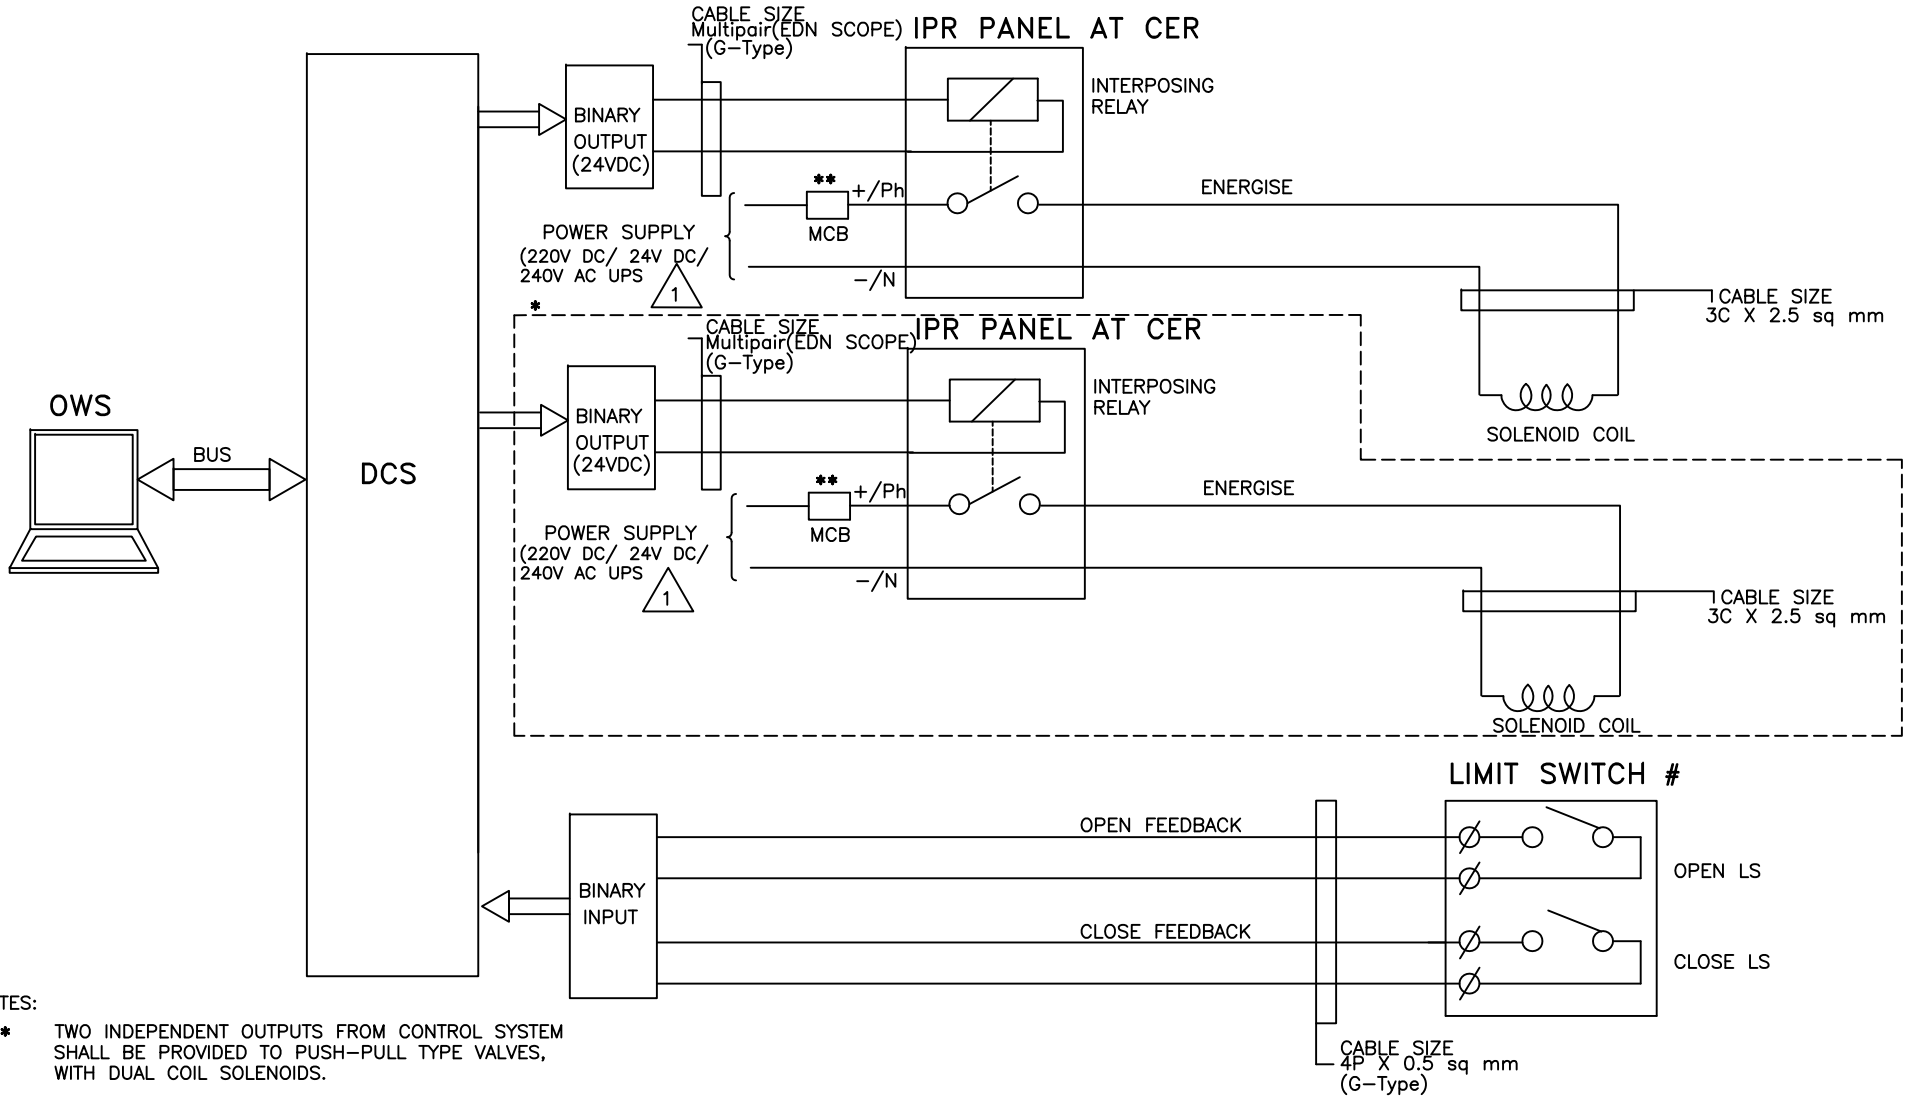 CABLE SIZE
Multipair(EDN SCOPE)
(G-Type)
IPR PANEL AT CER
INTERPOSING
RELAY
BINARY
OUTPUT
(24VDC)
**
+/Ph
MCB
ENERGISE
POWER SUPPLY
(220V DC/ 24V DC/
240V AC UPS
1
-/N
CABLE SIZE
3C X 2.5 sq mm
SOLENOID COIL
*
CABLE SIZE
Multipair(EDN SCOPE)
(G-Type)
IPR PANEL AT CER
INTERPOSING
RELAY
BINARY
OUTPUT
(24VDC)
**
+/Ph
MCB
ENERGISE
POWER SUPPLY
(220V DC/ 24V DC/
240V AC UPS
1
-/N
CABLE SIZE
3C X 2.5 sq mm
SOLENOID COIL
OWS
BUS
DCS
LIMIT SWITCH #
OPEN FEEDBACK
OPEN LS
BINARY
INPUT
CLOSE FEEDBACK
CLOSE LS
CABLE SIZE
4P X 0.5 sq mm
(G-Type)
TES:
* TWO INDEPENDENT OUTPUTS FROM CONTROL SYSTEM
SHALL BE PROVIDED TO PUSH-PULL TYPE VALVES,
WITH DUAL COIL SOLENOIDS.